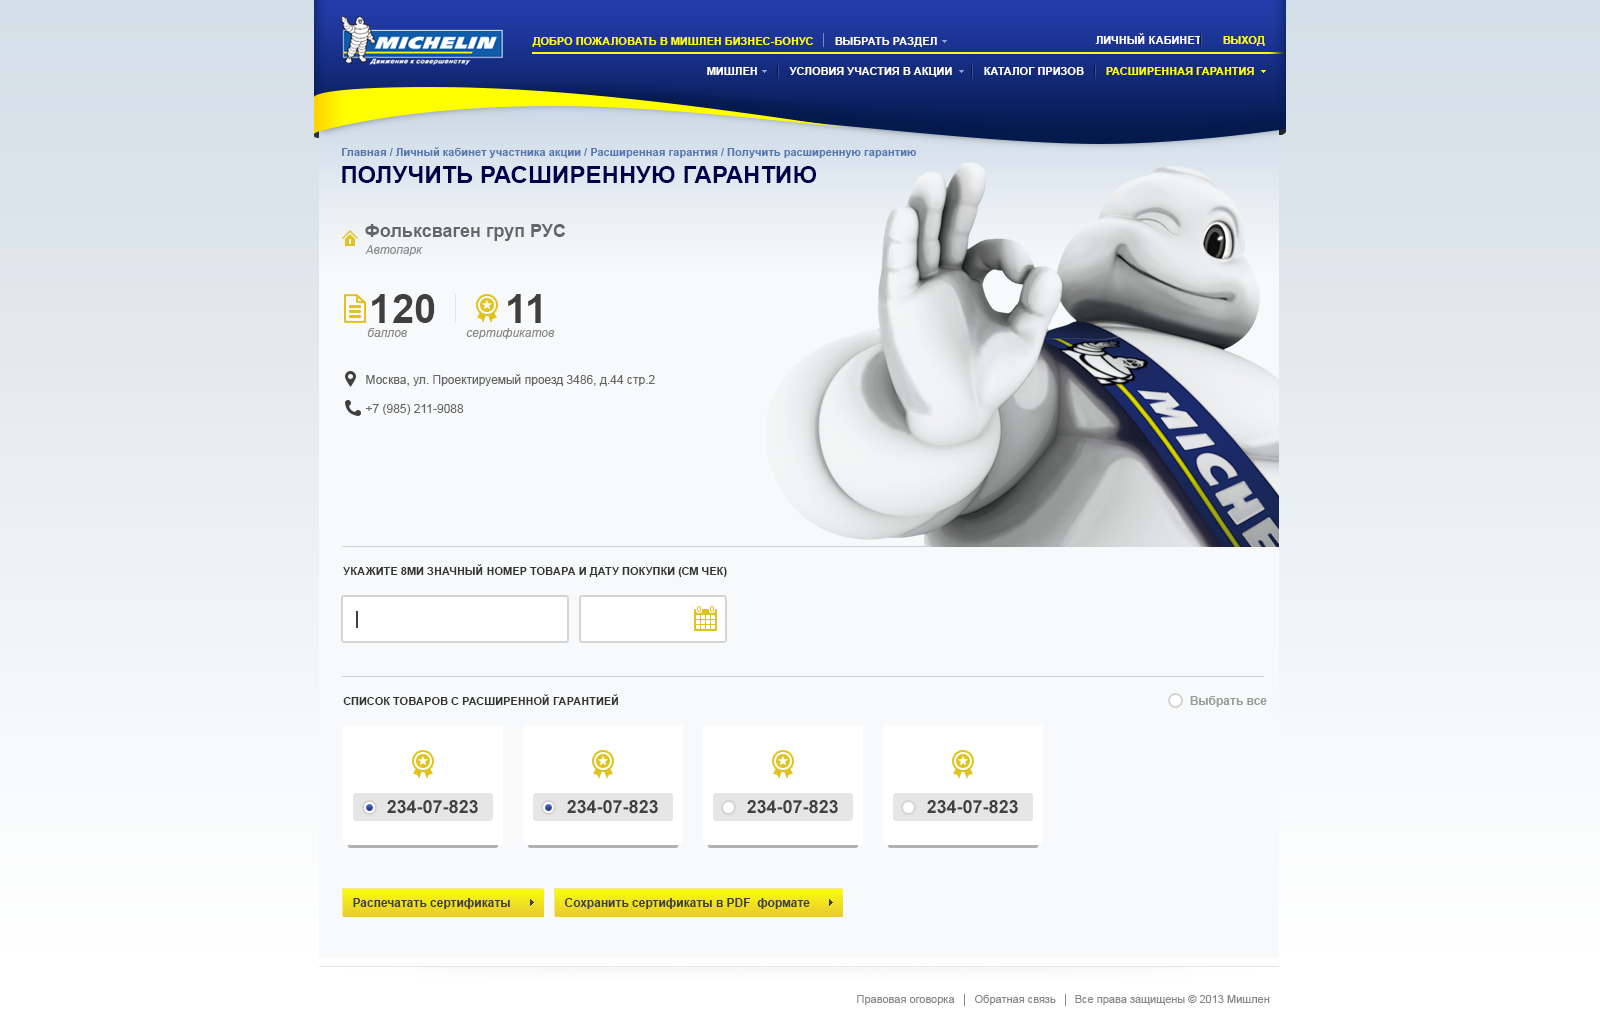 MICHELIN
Движение к совершенству
ДОБРО ПОЖАЛОВАТЬ В МИШЛЕН БИЗНЕС-БОНУС
ВЫБРАТЬ РАЗДЕЛ
ЛИЧНЫЙ КАБИНЕТ
ВЫХОД
МИШЛЕН
УСЛОВИЯ УЧАСТИЯ В АКЦИИ
КАТАЛОГ ПРИЗОВ
РАСШИРЕННАЯ ГАРАНТИЯ
Главная / Личный кабинет участника акции / Расширенная гарантия / Получить расширенную гарантию
ПОЛУЧИТЬ РАСШИРЕННУЮ ГАРАНТИЮ
Фольксваген груп РУС
Автопарк
120
баллов
11
сертификатов
Москва, ул. Проектируемый проезд 3486, д.44 стр.2
+7 (985) 211-9088
MICHE
УКАЖИТЕ 8МИ ЗНАЧНЫЙ НОМЕР ТОВАРА И ДАТУ ПОКУПКИ (СМ ЧЕК)
СПИСОК ТОВАРОВ С РАСШИРЕННОЙ ГАРАНТИЕЙ
Выбрать все
234-07-823
234-07-823
234-07-823
234-07-823
Распечатать сертификаты
Сохранить сертификаты в PDF формате
Правовая оговорка
Обратная связь
Все права защищены © 2013 Мишлен